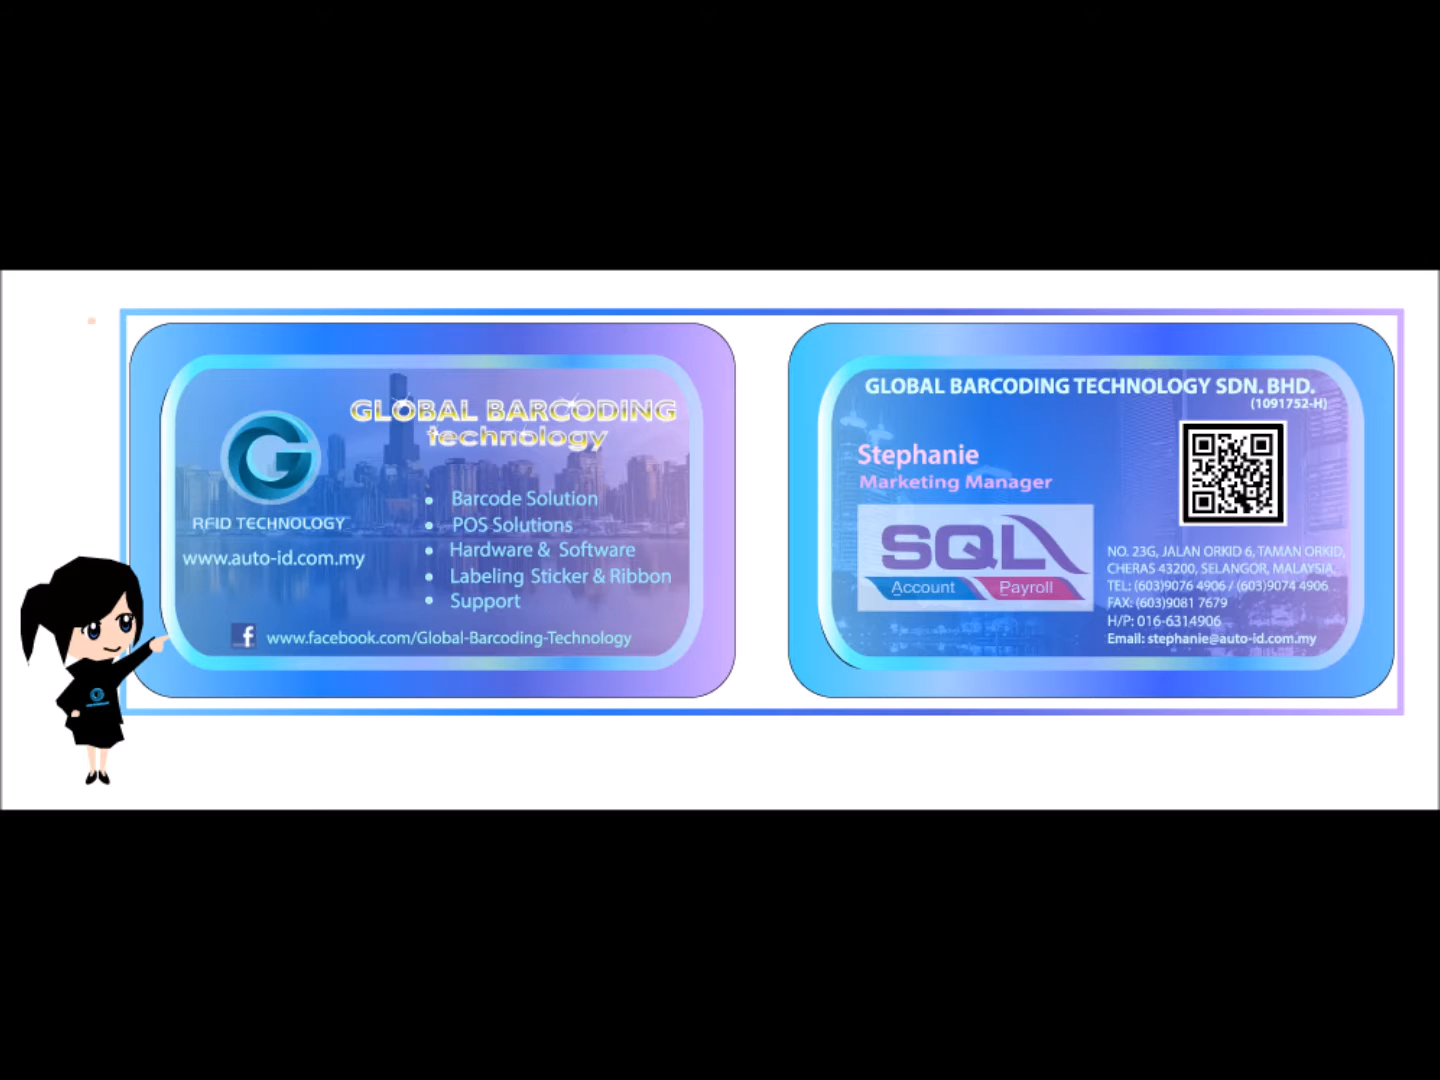 GLOBAL BARCODING
technology
RFID TECHNOLOGY
www.auto-id.com.my
• Barcode Solution
• POS Solutions
• Hardware & Software
• Labeling Sticker & Ribbon
• Support
f www.facebook.com/Global-Barcoding-Technology
GLOBAL BARCODING TECHNOLOGY SDN. BHD.
(1091752-H)
Stephanie
Marketing Manager
SQL
Account Payroll
NO. 23G, JALAN ORKID 6, TAMAN ORKID,
CHERAS 43200, SELANGOR, MALAYSIA.
TEL: (603)9076 4906 / (603)9074 4906
FAX: (603)9081 7679
H/P: 016-6314906
Email: stephanie@auto-id.com.my